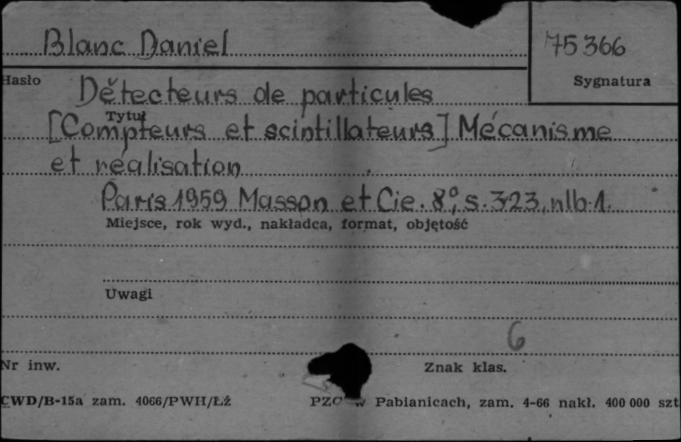 Blanc Daniel
75366
Hasło
Sygnatura
Détecteurs de particules
Tytuł
[Compteurs et scintillateurs] Mécanisme
et réalisation
Paris 1959 Masson et Cie. 8°, s. 323, nlb 1.
Miejsce, rok wyd., nakładca, format, objętość
Uwagi
6
Nr inw.
Znak klas.
CWD/B-15a zam. 4066/PWH/Łź
w Pabianicach, zam. 4-66 nakł. 400 000 szt